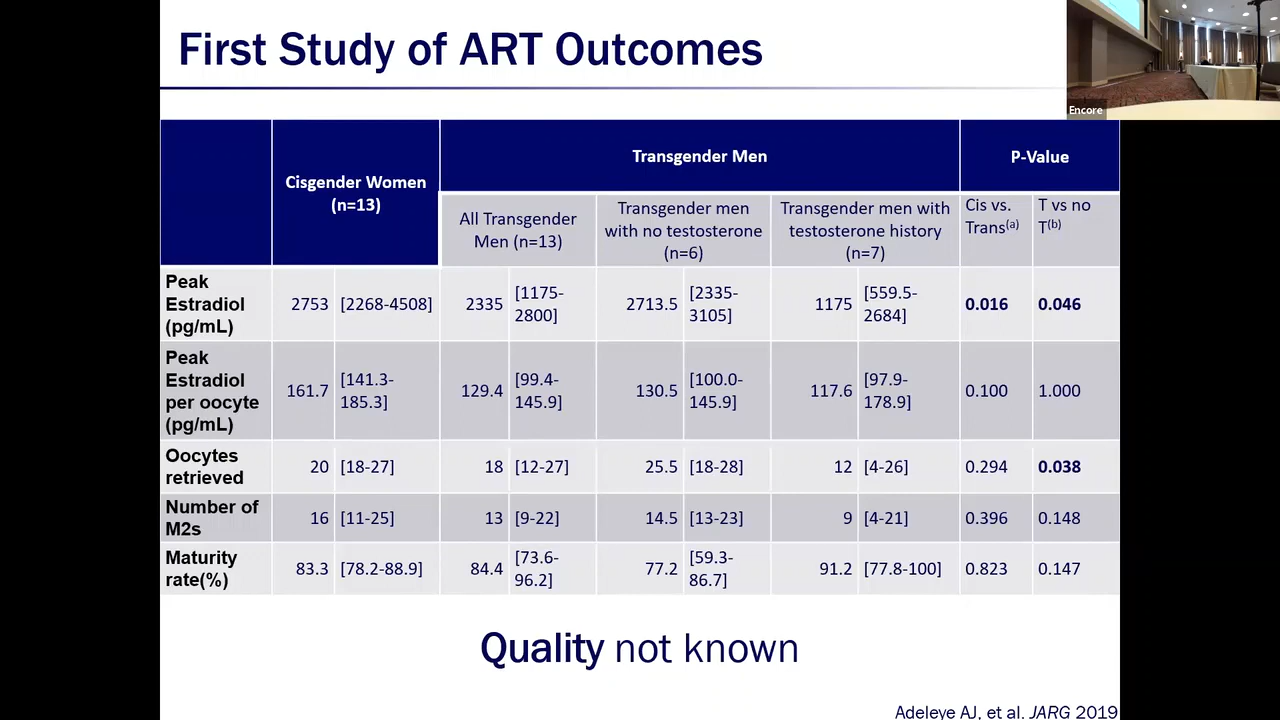 First Study of ART Outcomes
Encore
Cisgender Women
(n=13)
Transgender Men
P-Value
All Transgender
Men (n=13)
Transgender men
with no testosterone
(n=6)
Transgender men with
testosterone history
(n=7)
Cis vs.
Trans(a)
T vs no
T(b)
Peak
Estradiol
(pg/mL)
2753
[2268-4508]
2335
[1175-
2800]
2713.5
[2335-
3105]
1175
[559.5-
2684]
0.016
0.046
Peak
Estradiol
per oocyte
(pg/mL)
161.7
[141.3-
185.3]
129.4
[99.4-
145.9]
130.5
[100.0-
145.9]
117.6
[97.9-
178.9]
0.100
1.000
Oocytes
retrieved
20
[18-27]
18
[12-27]
25.5
[18-28]
12
[4-26]
0.294
0.038
Number of
M2s
16
[11-25]
13
[9-22]
14.5
[13-23]
9
[4-21]
0.396
0.148
Maturity
rate(%)
83.3
[78.2-88.9]
84.4
[73.6-
96.2]
77.2
[59.3-
86.7]
91.2
[77.8-100]
0.823
0.147
Quality not known
Adeleye AJ, et al. JARG 2019